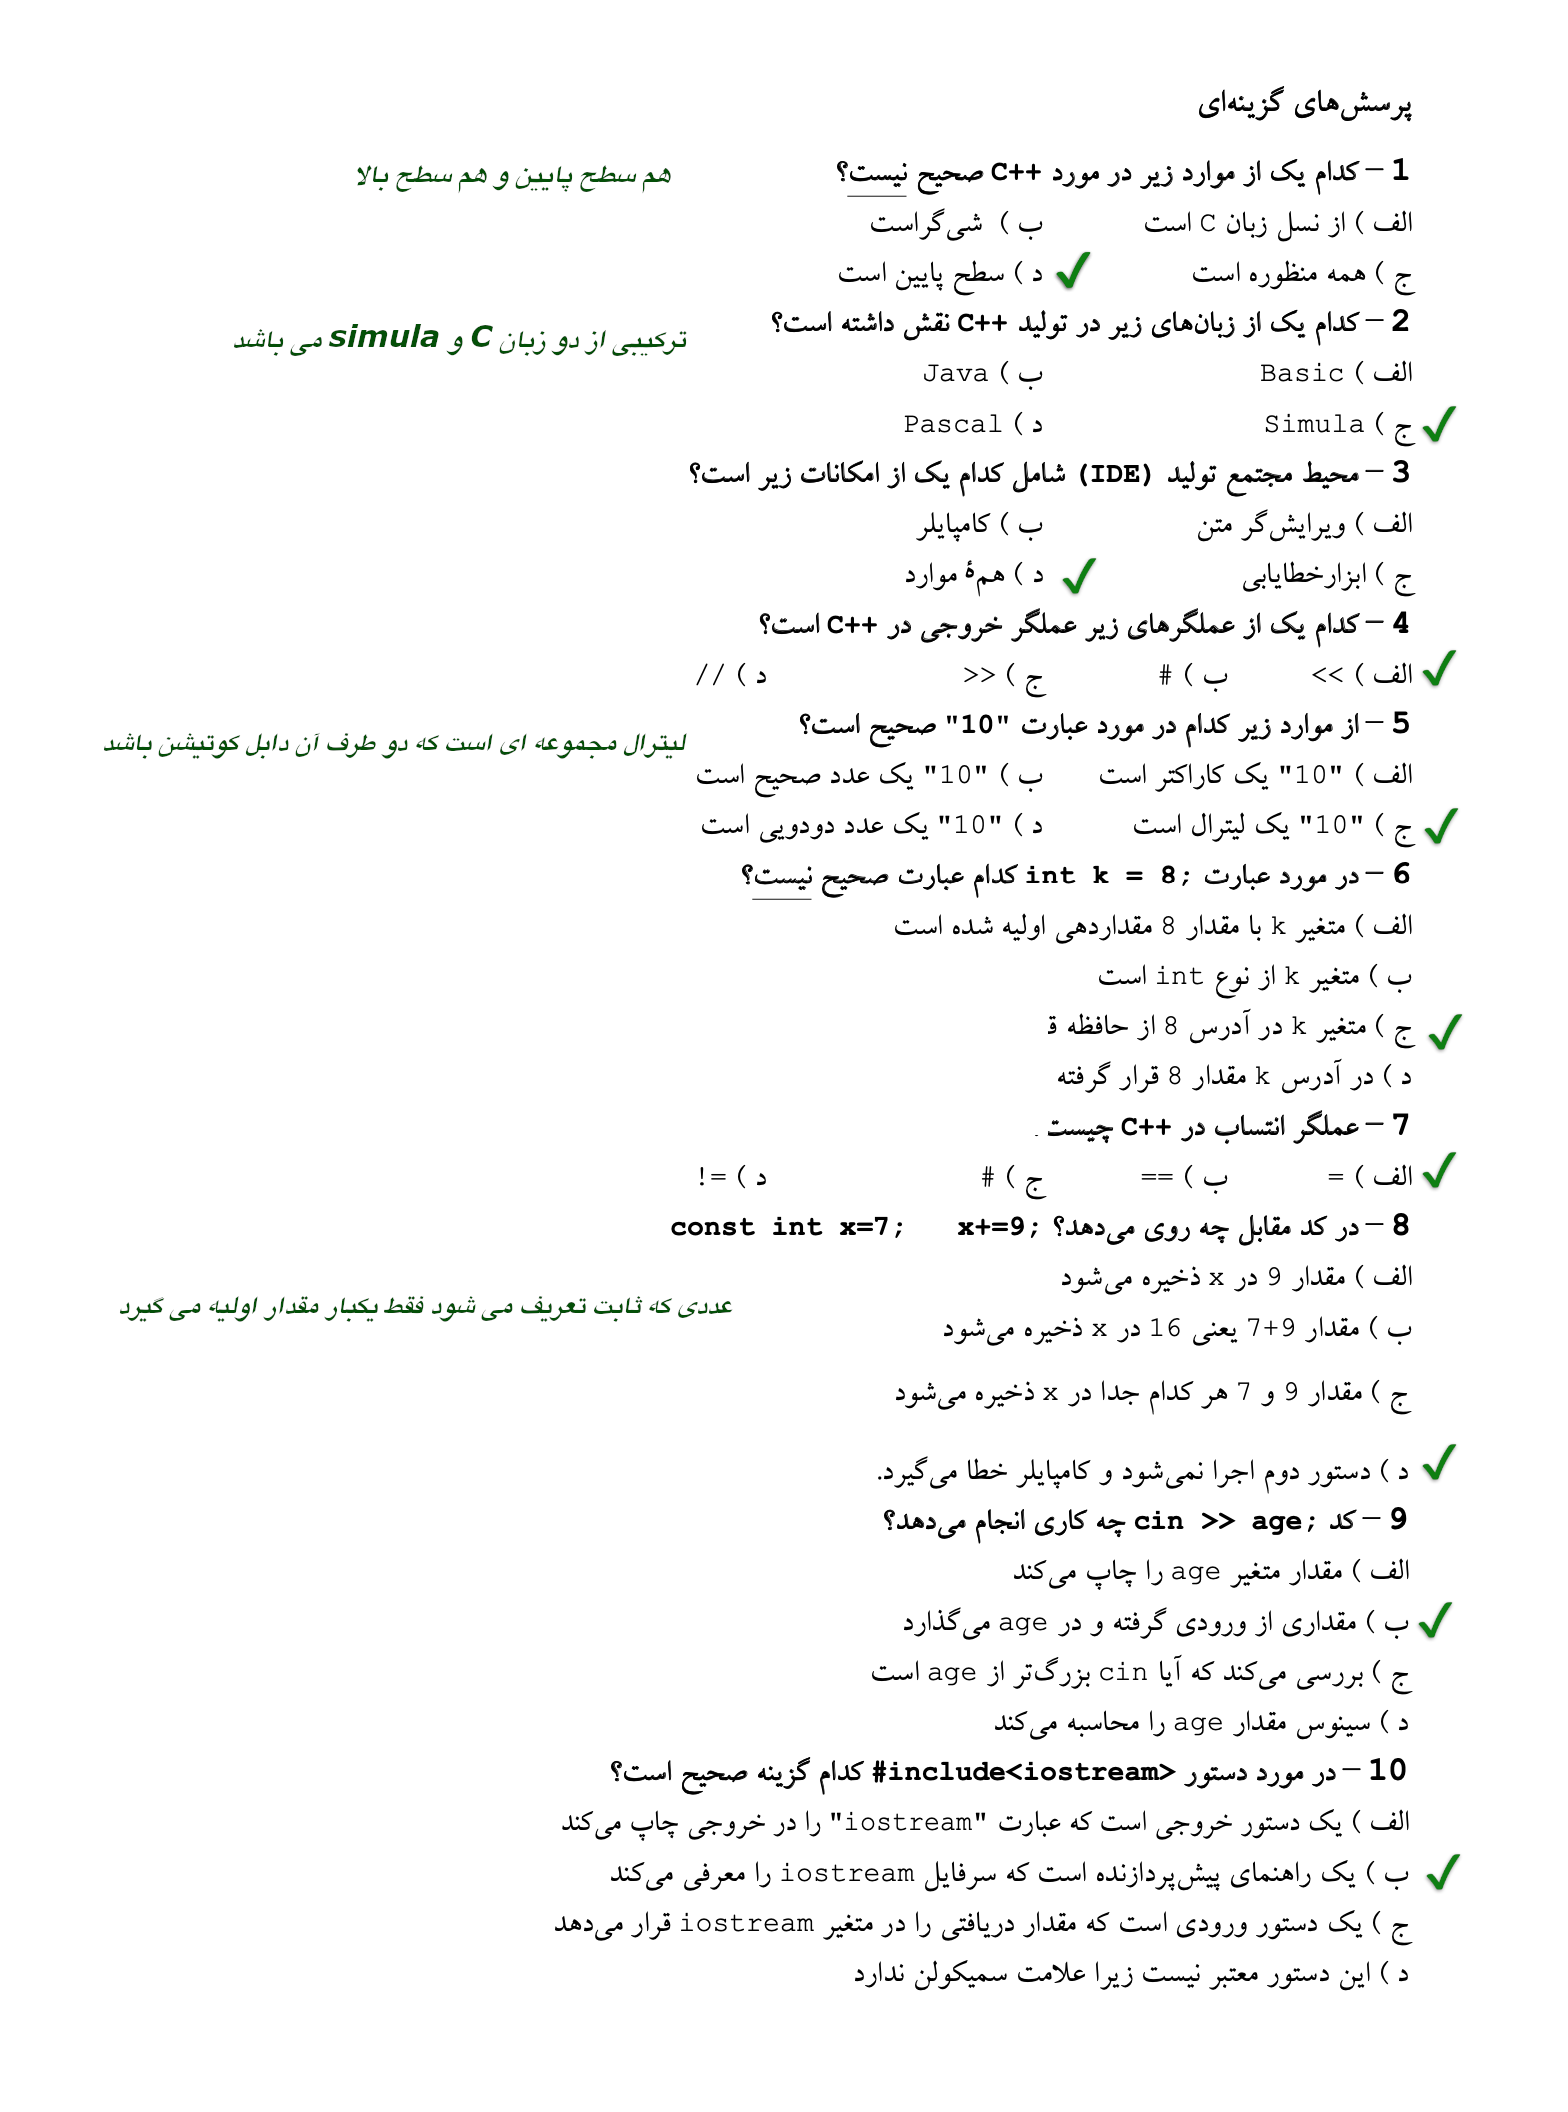 پرسش‌های گزینه‌ای
1 – کدام یک از موارد زیر در مورد C++ صحیح نیست؟
هم سطح پایین و هم سطح بالا
الف ) از نسل زبان C است ب ) شی‌گراست
ج ) همه منظوره است د ) سطح پایین است
2 – کدام یک از زبان‌های زیر در تولید C++ نقش داشته است؟
ترکیبی از دو زبان C و simula می باشد
الف ) Basic ب ) Java
ج ) Simula د ) Pascal
3 – محیط مجتمع تولید (IDE) شامل کدام یک از امکانات زیر است؟
الف ) ویرایش‌گر متن ب ) کامپایلر
ج ) ابزارخطایابی د ) همۀ موارد
4 – کدام یک از عملگرهای زیر عملگر خروجی در C++ است؟
الف ) << ب ) # ج ) >> د ) //
5 – از موارد زیر کدام در مورد عبارت "10" صحیح است؟
لیترال مجموعه ای است که دو طرف آن دابل کوتیشن باشد
الف ) "10" یک کاراکتر است ب ) "10" یک عدد صحیح است
ج ) "10" یک لیترال است د ) "10" یک عدد دودویی است
6 – در مورد عبارت int k = 8; کدام عبارت صحیح نیست؟
الف ) متغیر k با مقدار 8 مقداردهی اولیه شده است
ب ) متغیر k از نوع int است
ج ) متغیر k در آدرس 8 از حافظه ق
د ) در آدرس k مقدار 8 قرار گرفته
7 – عملگر انتساب در C++ چیست
الف ) = ب ) == ج ) # د ) !=
8 – در کد مقابل چه روی می‌دهد؟ const int x=7; x+=9;
الف ) مقدار 9 در x ذخیره می‌شود
عددی که ثابت تعریف می شود فقط یکبار مقدار اولیه می گیرد
ب ) مقدار 9+7 یعنی 16 در x ذخیره می‌شود
ج ) مقدار 9 و 7 هر کدام جدا در x ذخیره می‌شود
د ) دستور دوم اجرا نمی‌شود و کامپایلر خطا می‌گیرد.
9 – کد cin >> age; چه کاری انجام می‌دهد؟
الف ) مقدار متغیر age را چاپ می‌کند
ب ) مقداری از ورودی گرفته و در age می‌گذارد
ج ) بررسی می‌کند که آیا cin بزرگ‌تر از age است
د ) سینوس مقدار age را محاسبه می‌کند
10 – در مورد دستور #include<iostream> کدام گزینه صحیح است؟
الف ) یک دستور خروجی است که عبارت "iostream" را در خروجی چاپ می‌کند
ب ) یک راهنمای پیش‌پردازنده است که سرفایل iostream را معرفی می‌کند
ج ) یک دستور ورودی است که مقدار دریافتی را در متغیر iostream قرار می‌دهد
د ) این دستور معتبر نیست زیرا علامت سمیکولن ندارد